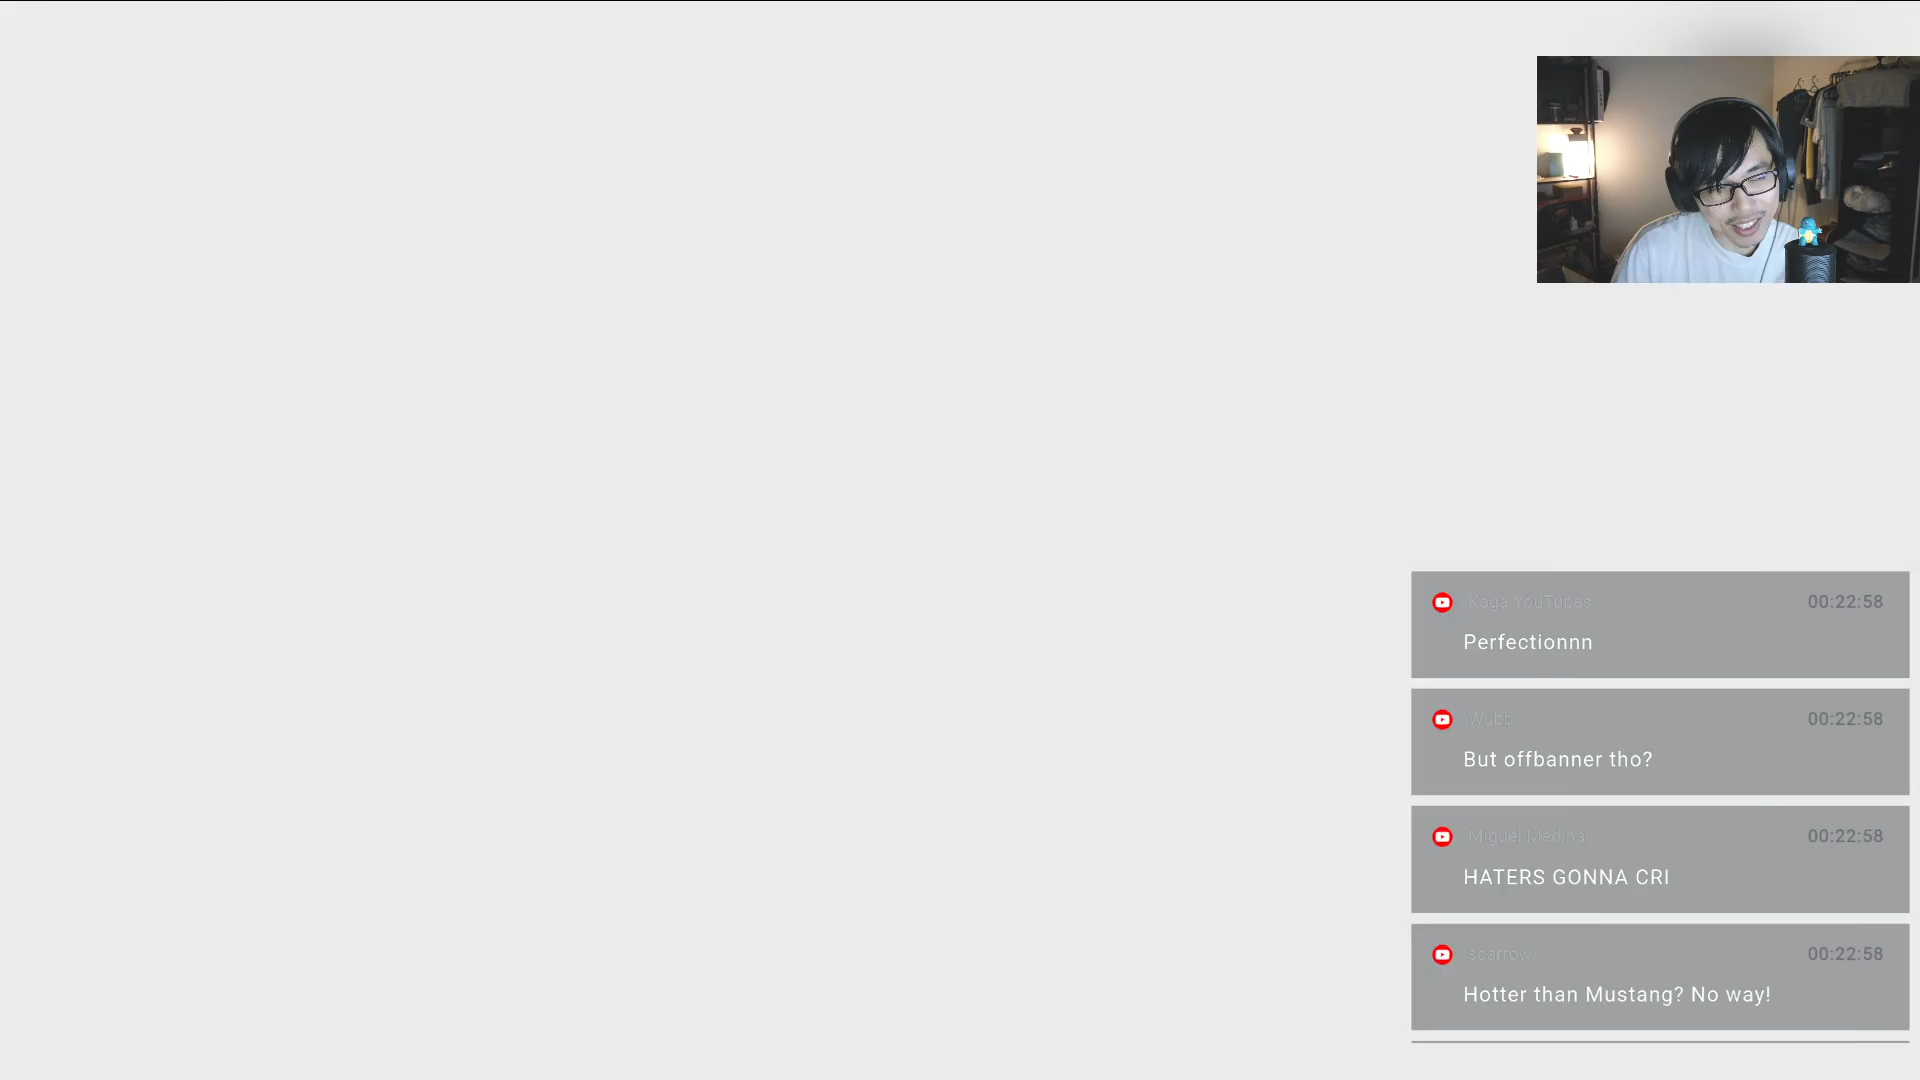 Kaga YouTubes 00:22:58
Perfectionnn
Wubb 00:22:58
But offbanner tho?
Miguel Medina 00:22:58
HATERS GONNA CRI
scarrow 00:22:58
Hotter than Mustang? No way!